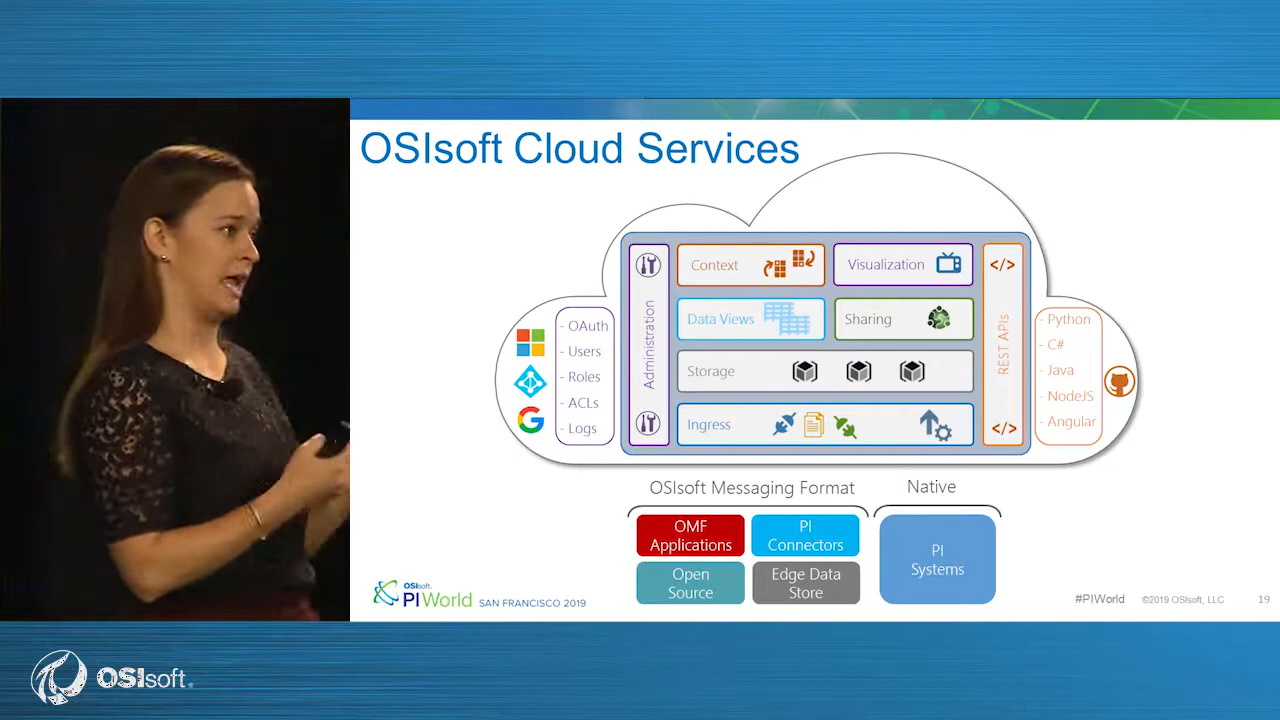 OSIsoft Cloud Services
- OAuth
- Users
- Roles
- ACLs
- Logs
Administration
Context
Visualization
Data Views
Sharing
Storage
Ingress
</>
REST APIs
</>
- Python
- C#
- Java
- NodeJS
- Angular
OSIsoft Messaging Format
Native
OMF
Applications
PI
Connectors
Open
Source
Edge Data
Store
PI
Systems
OSIsoft.
PI World SAN FRANCISCO 2019
#PIWorld ©2019 OSIsoft, LLC 19
OSIsoft.